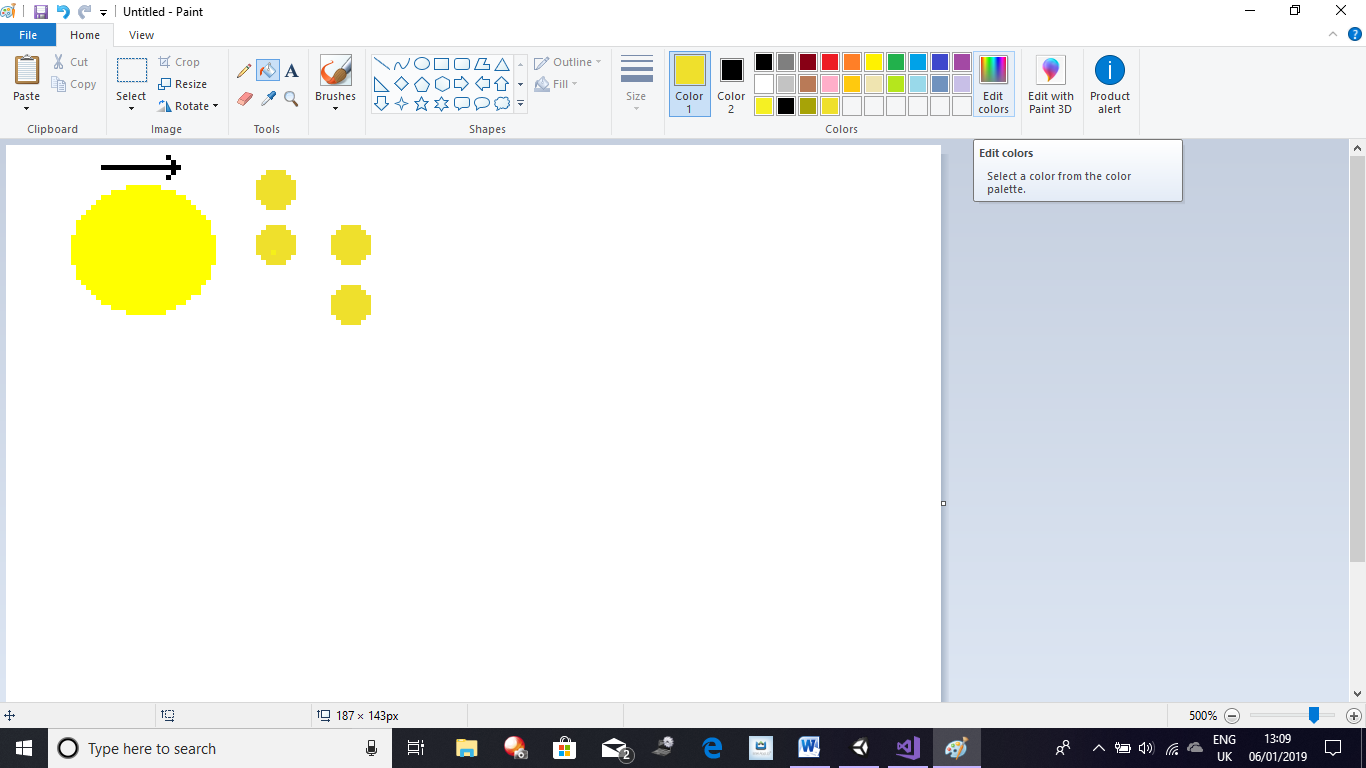 Untitled - Paint
File Home View
Paste
Cut
Copy
Clipboard
Select
Crop
Resize
Rotate
Image
A
Tools
Brushes
Shapes
Outline
Fill
Size
Color 1
Color 2
Colors
Edit colors
Edit with Paint 3D
Product alert
Edit colors
Select a color from the color
palette.
187 × 143px
500%
Type here to search
2
ENG
UK
13:09
06/01/2019